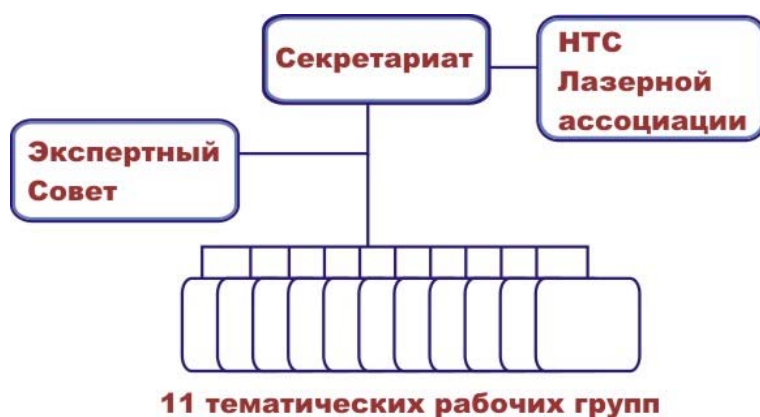 Секретариат
НТС
Лазерной
ассоциации
Экспертный
Совет
11 тематических рабочих групп